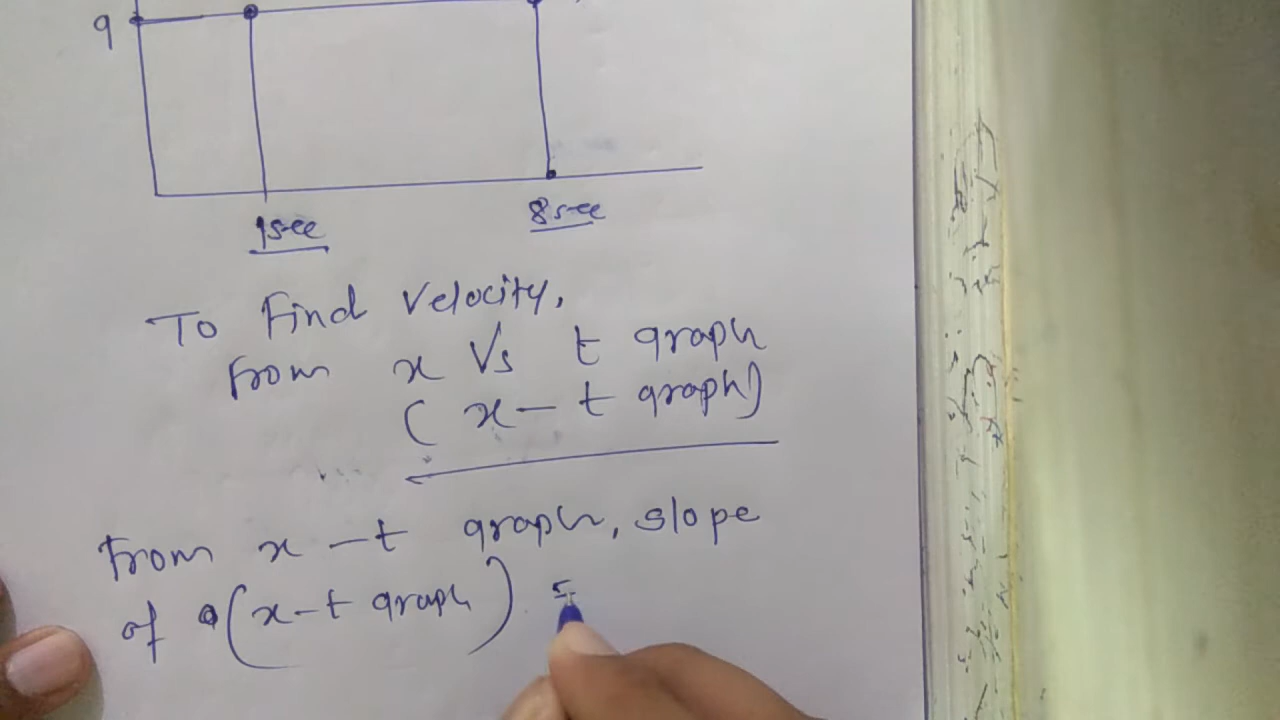 9
1sec 8sec
To Find Velocity,
From x Vs t graph
( x - t graph)
From x - t graph, slope
of (x-t graph) =